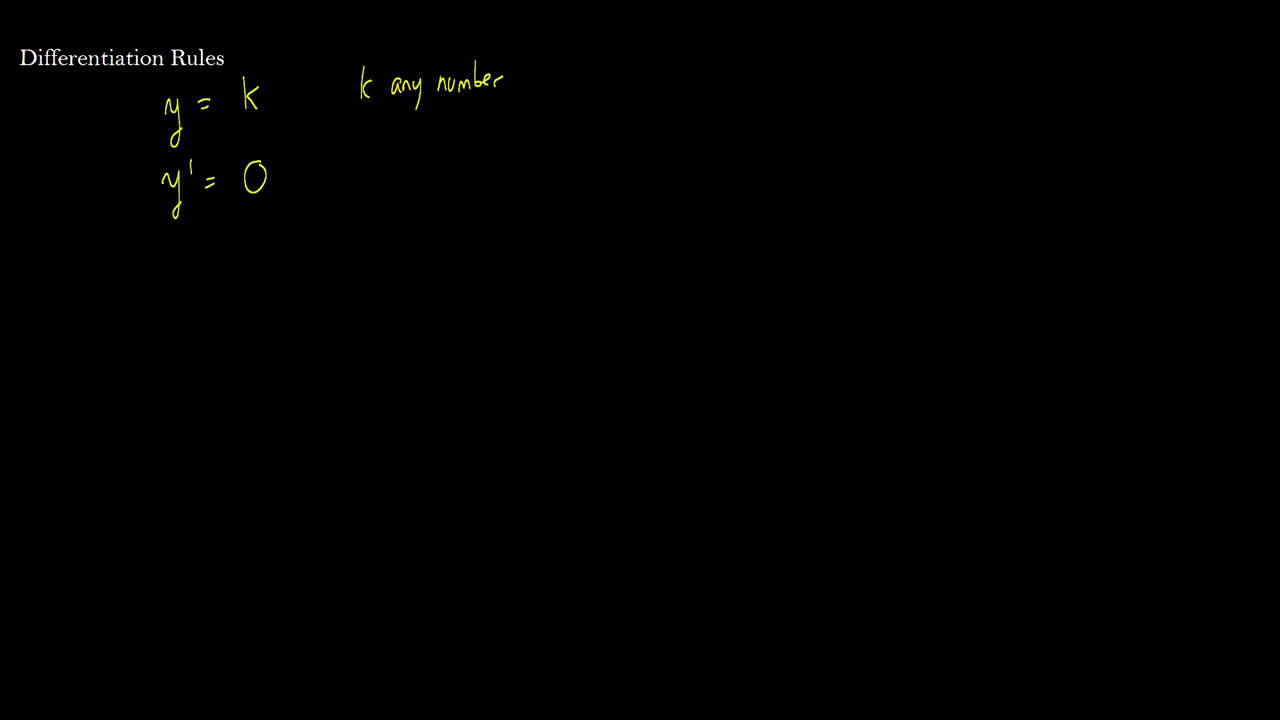 Differentiation Rules
y = k k any number
y' = 0